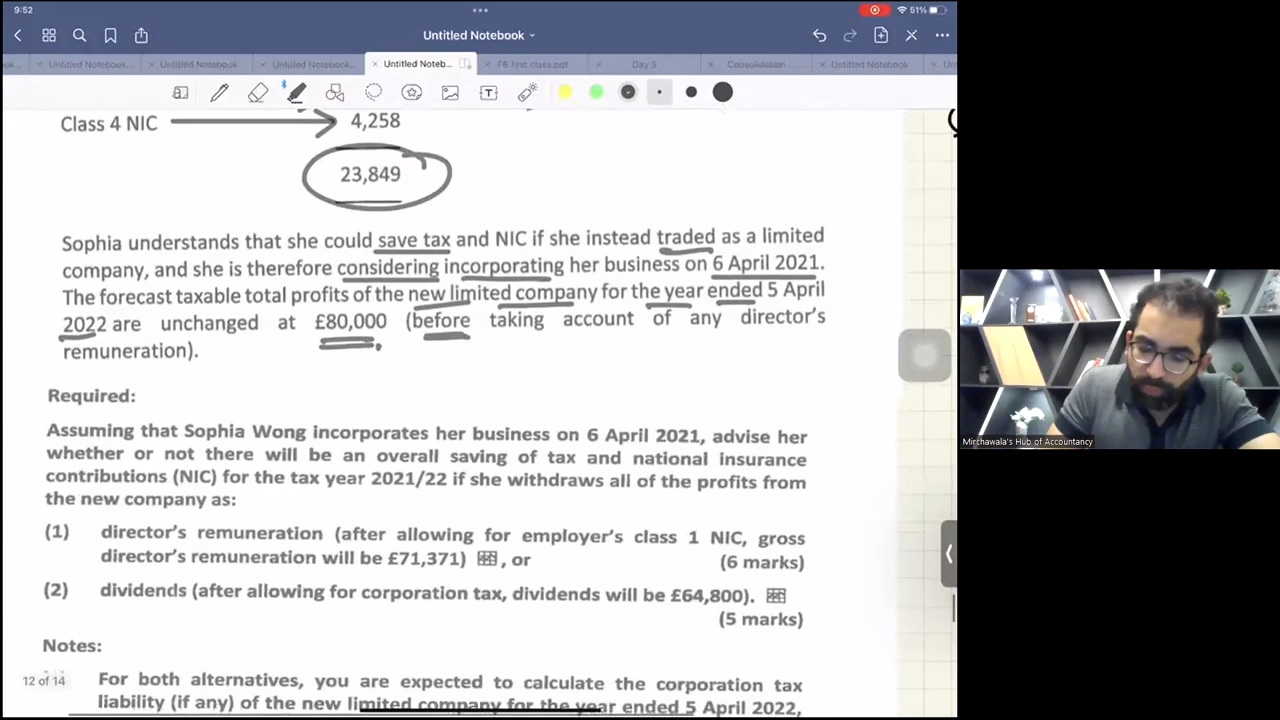 9:52
51%
Untitled Notebook
Untitled Notebook...
Untitled Notebook
Untitled Notebook
Untitled Noteb...
F6 first class.pdf
Day 3
Consolidation
Untitled Notebook
Class 4 NIC 4,258
23,849
Sophia understands that she could save tax and NIC if she instead traded as a limited
company, and she is therefore considering incorporating her business on 6 April 2021.
The forecast taxable total profits of the new limited company for the year ended 5 April
2022 are unchanged at £80,000 (before taking account of any director's
remuneration).
Required:
Assuming that Sophia Wong incorporates her business on 6 April 2021, advise her
whether or not there will be an overall saving of tax and national insurance
contributions (NIC) for the tax year 2021/22 if she withdraws all of the profits from
the new company as:
(1) director's remuneration (after allowing for employer's class 1 NIC, gross
director's remuneration will be £71,371) , or (6 marks)
(2) dividends (after allowing for corporation tax, dividends will be £64,800).
(5 marks)
Notes:
12 of 14
For both alternatives, you are expected to calculate the corporation tax
liability (if any) of the new limited company for the year ended 5 April 2022,
Mirchawala's Hub of Accountancy